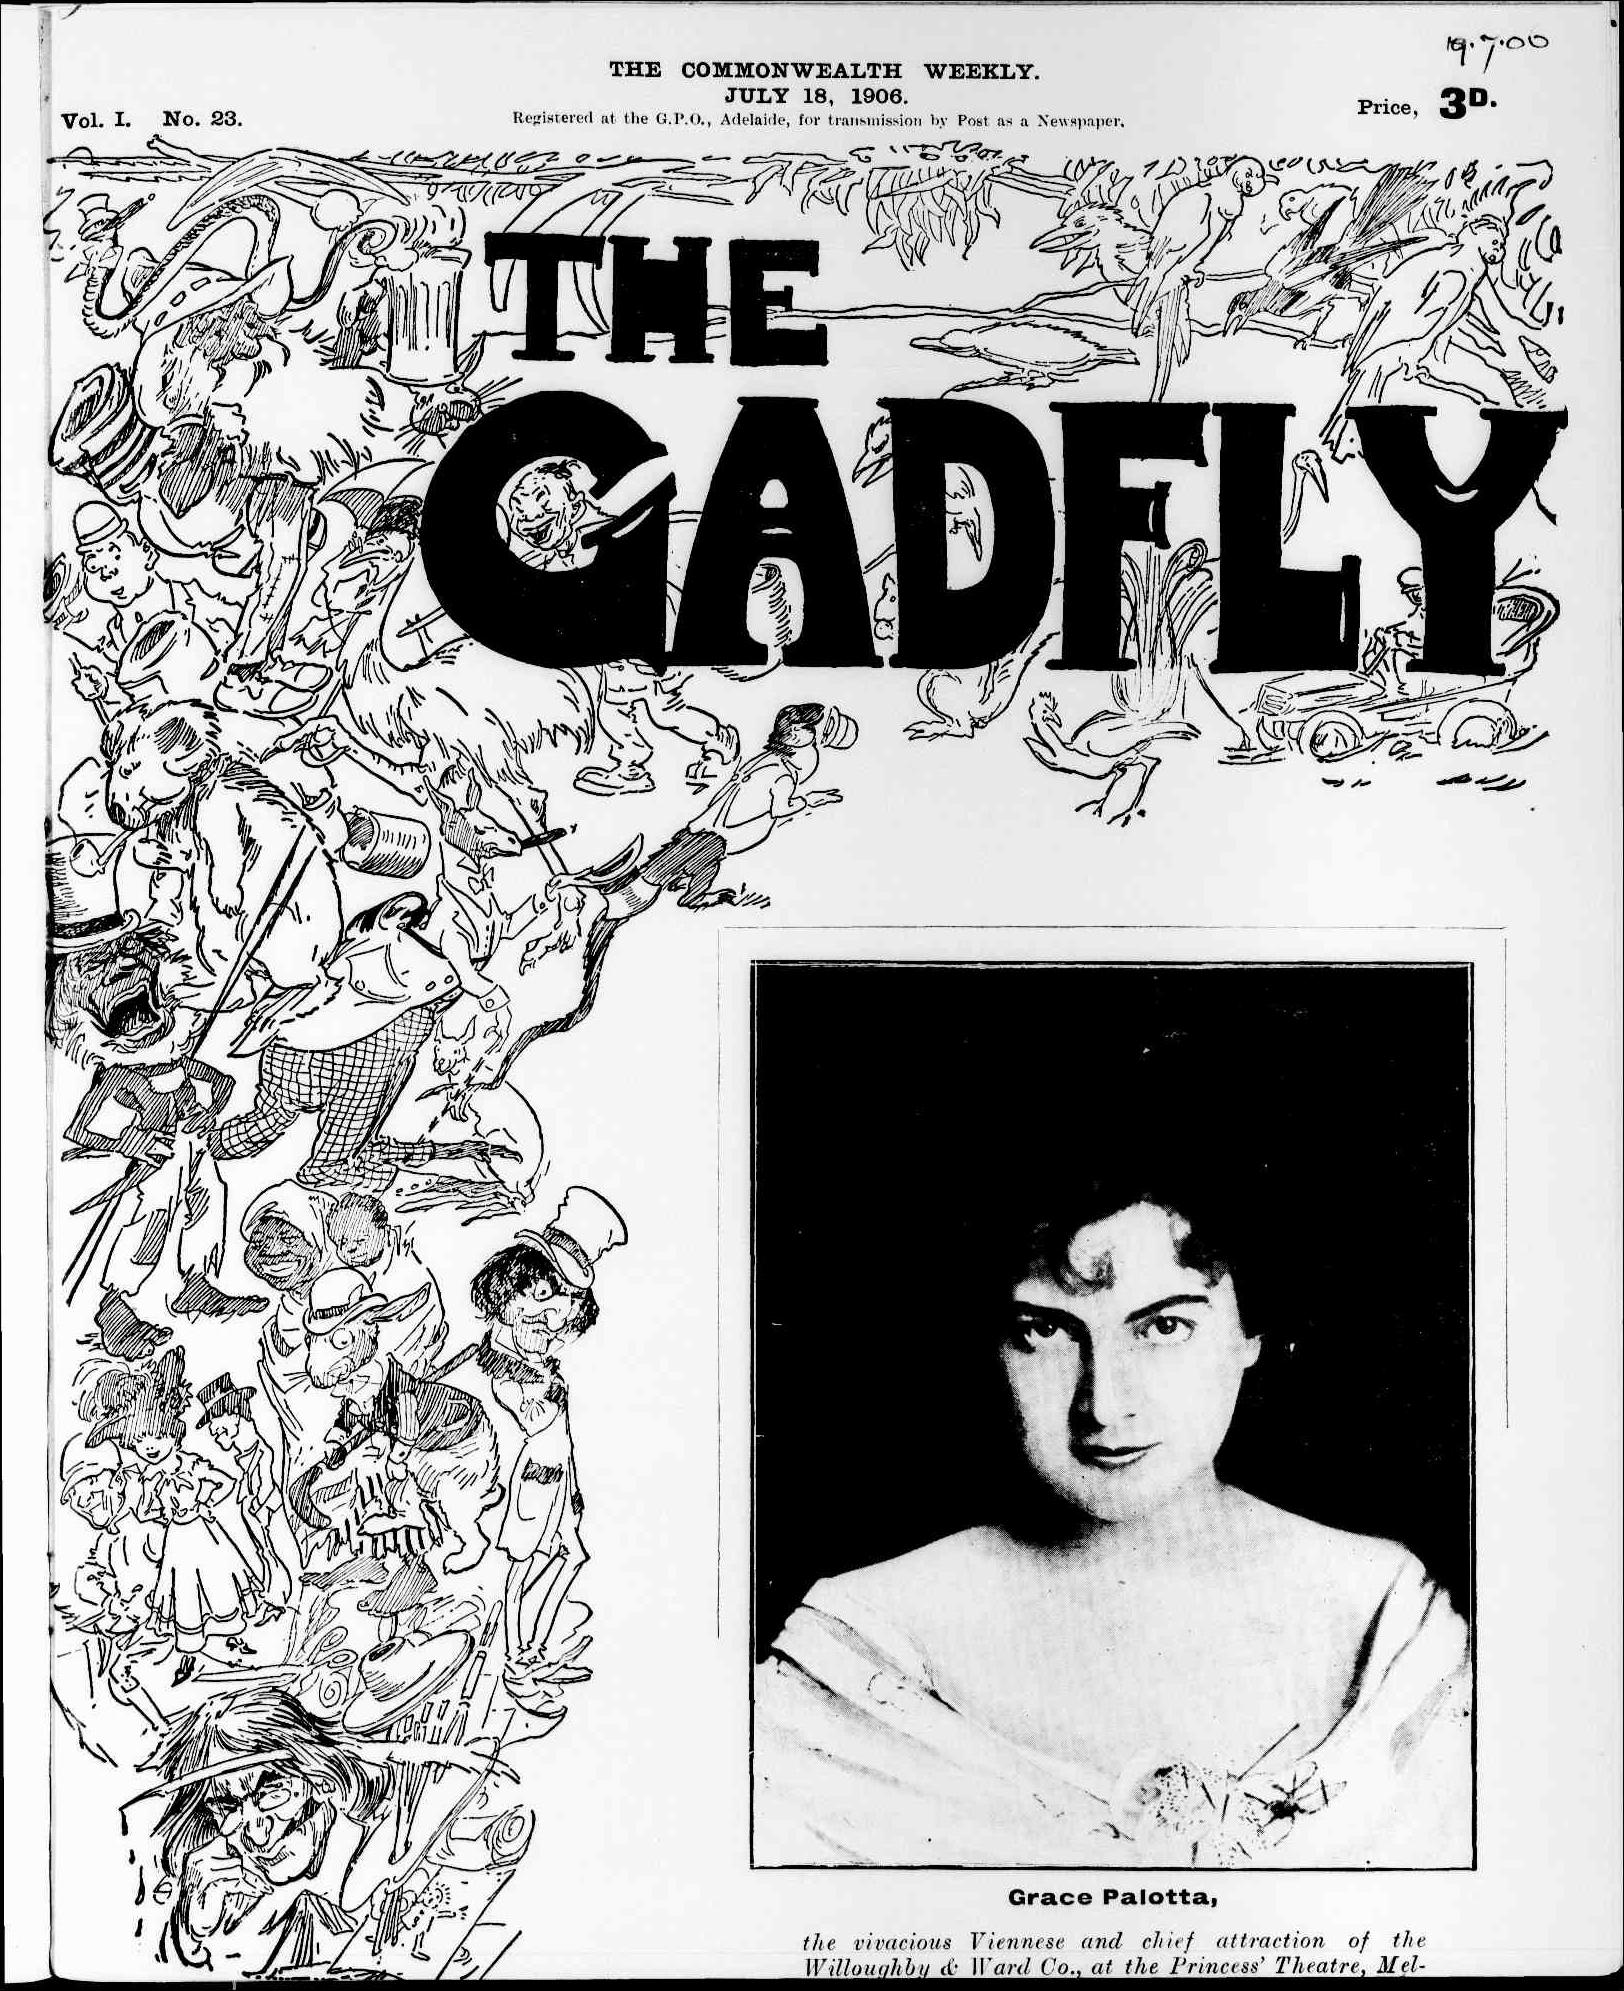 19.7.06
THE COMMONWEALTH WEEKLY.
JULY 18, 1906.
Vol. I. No. 23.
Registered at the G.P.O., Adelaide, for transmission by Post as a Newspaper.
Price, 3D.
THE
GADFLY
Grace Palotta,
the vivacious Viennese and chief attraction of the
Willoughby & Ward Co., at the Princess' Theatre, Mel-